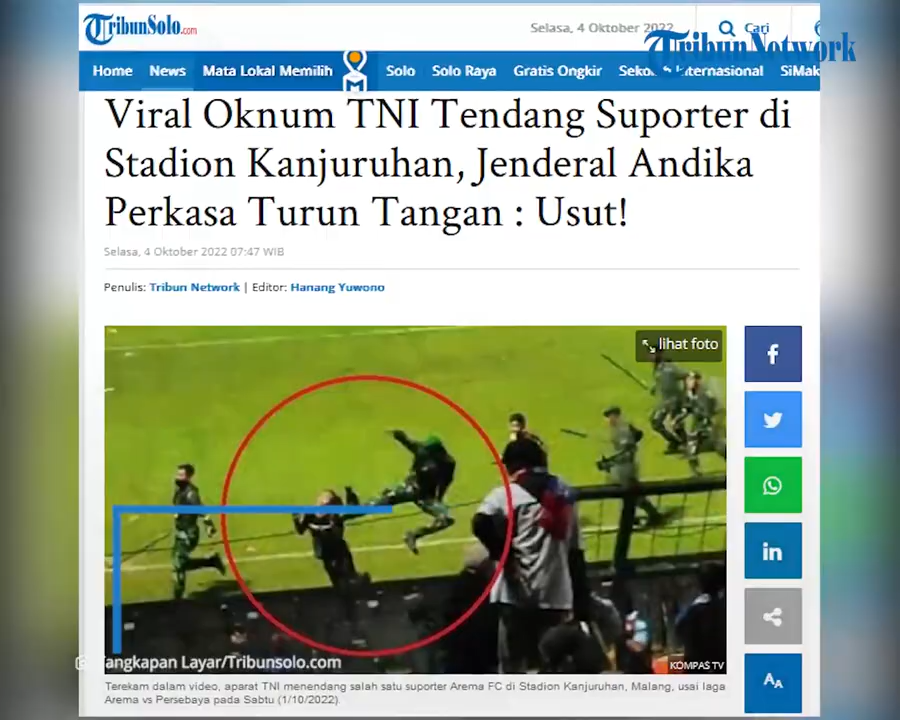 TribunSolo.com
Selasa, 4 Oktober 2022
Cari
Tribun Network
Home News Mata Lokal Memilih Solo Solo Raya Gratis Ongkir Internasional SiMak
Viral Oknum TNI Tendang Suporter di
Stadion Kanjuruhan, Jenderal Andika
Perkasa Turun Tangan : Usut!
Selasa, 4 Oktober 2022 07:47 WIB
Penulis: Tribun Network | Editor: Hanang Yuwono
lihat foto
angkapan Layar/Tribunsolo.com
KOMPAS TV
Terekam dalam video, aparat TNI menendang salah satu suporter Arema FC di Stadion Kanjuruhan, Malang, usai laga
Arema vs Persebaya pada Sabtu (1/10/2022).
f
in
AA